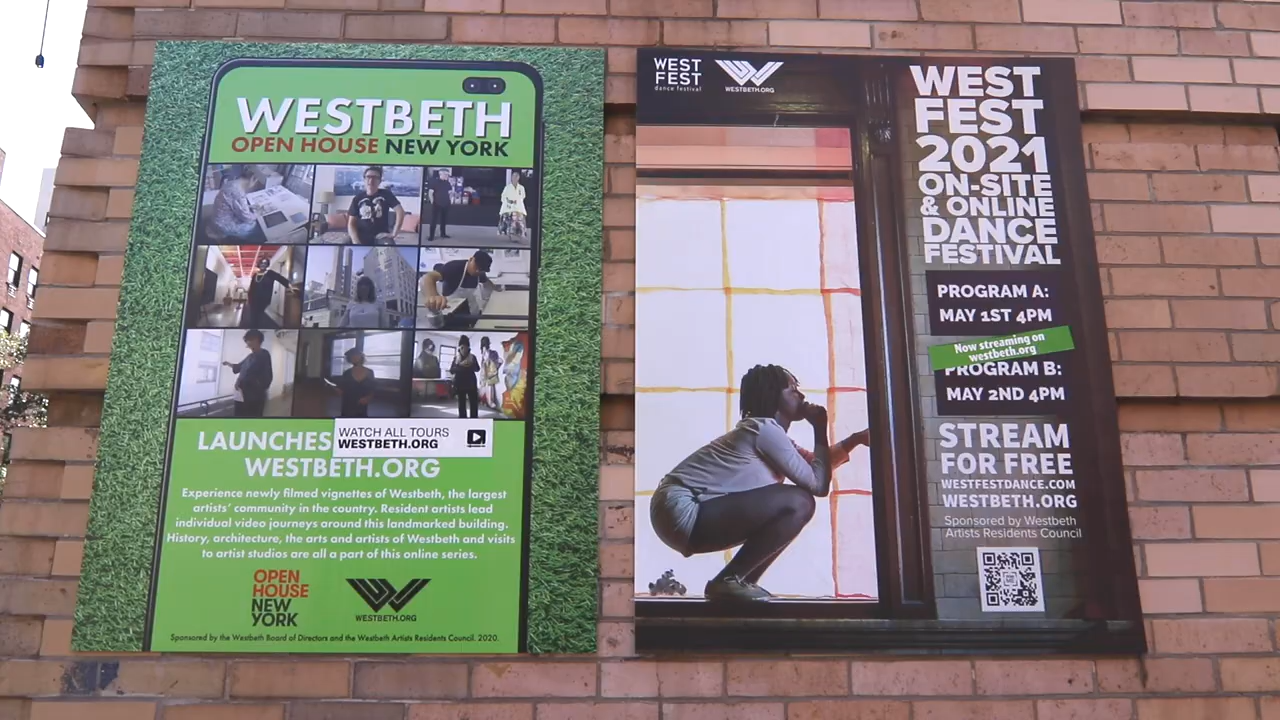 WESTBETH
OPEN HOUSE NEW YORK
LAUNCHES
WATCH ALL TOURS
WESTBETH.ORG
WESTBETH.ORG
Experience newly filmed vignettes of Westbeth, the largest
artists' community in the country. Resident artists lead
individual video journeys around this landmarked building.
History, architecture, the arts and artists of Westbeth and visits
to artist studios are all a part of this online series.
OPEN
HOUSE
NEW
YORK
WESTBETH.ORG
Sponsored by the Westbeth Board of Directors and the Westbeth Artists Residents Council. 2020.
WEST
FEST
dance festival
WESTBETH.ORG
WEST
FEST
2021
ON-SITE
& ONLINE
DANCE
FESTIVAL
PROGRAM A:
MAY 1ST 4PM
Now streaming on
westbeth.org
PROGRAM B:
MAY 2ND 4PM
STREAM
FOR FREE
WESTFESTDANCE.COM
WESTBETH.ORG
Sponsored by Westbeth
Artists Residents Council